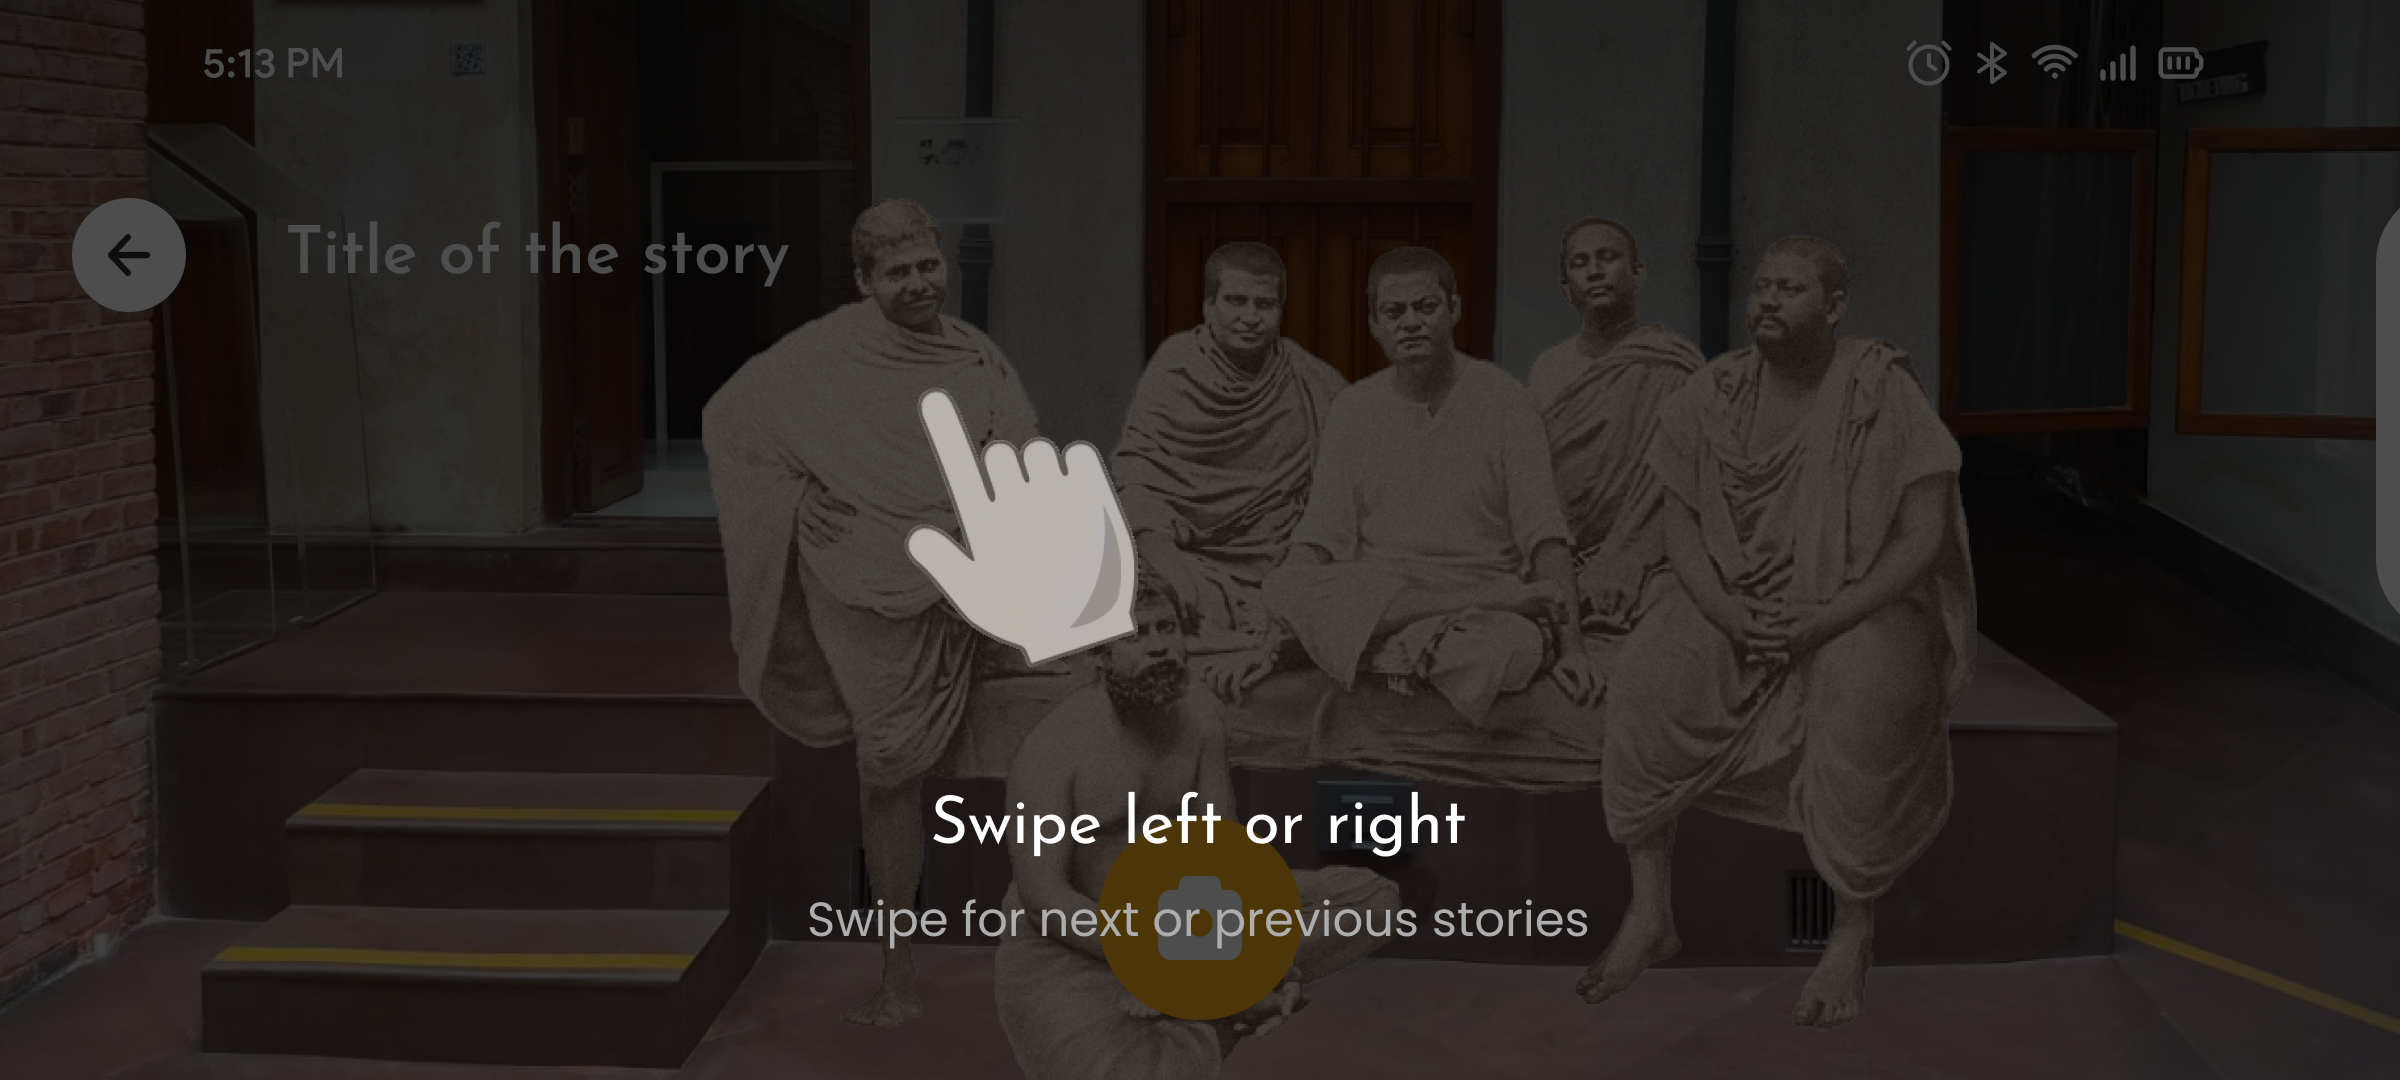 5:13 PM
Title of the story
Swipe left or right
Swipe for next or previous stories